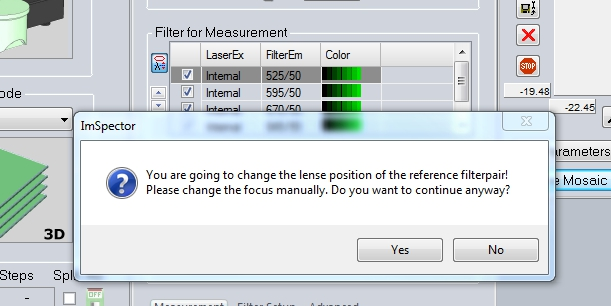 Filter for Measurement
LaserEx FilterEm Color
Internal 525/50
Internal 595/50
Internal 670/50
STOP
-19.48
-22.45
ode
ImSpector
You are going to change the lense position of the reference filterpair!
Please change the focus manually. Do you want to continue anyway?
Yes No
arameters
e Mosaic
3D
Steps Spl
-
Measurement Filter Setup Advanced